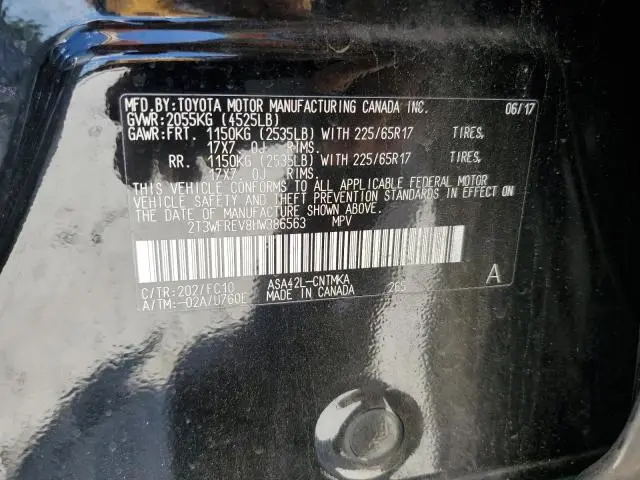 MFD.BY:TOYOTA MOTOR MANUFACTURING CANADA INC. 06/17
GVWR:2055KG (4525LB)
GAWR:FRT. 1150KG (2535LB) WITH 225/65R17 TIRES,
17X7 0J RIMS.
RR. 1150KG (2535LB) WITH 225/65R17 TIRES,
17X7 0J RIMS.
THIS VEHICLE CONFORMS TO ALL APPLICABLE FEDERAL MOTOR
VEHICLE SAFETY AND THEFT PREVENTION STANDARDS IN EFFECT ON
THE DATE OF MANUFACTURE SHOWN ABOVE.
2T3WFREV8HW386563 MPV
C/TR:202/FC10 ASA42L-CNTMKA 265 A
A/TM:-02A/U760E MADE IN CANADA